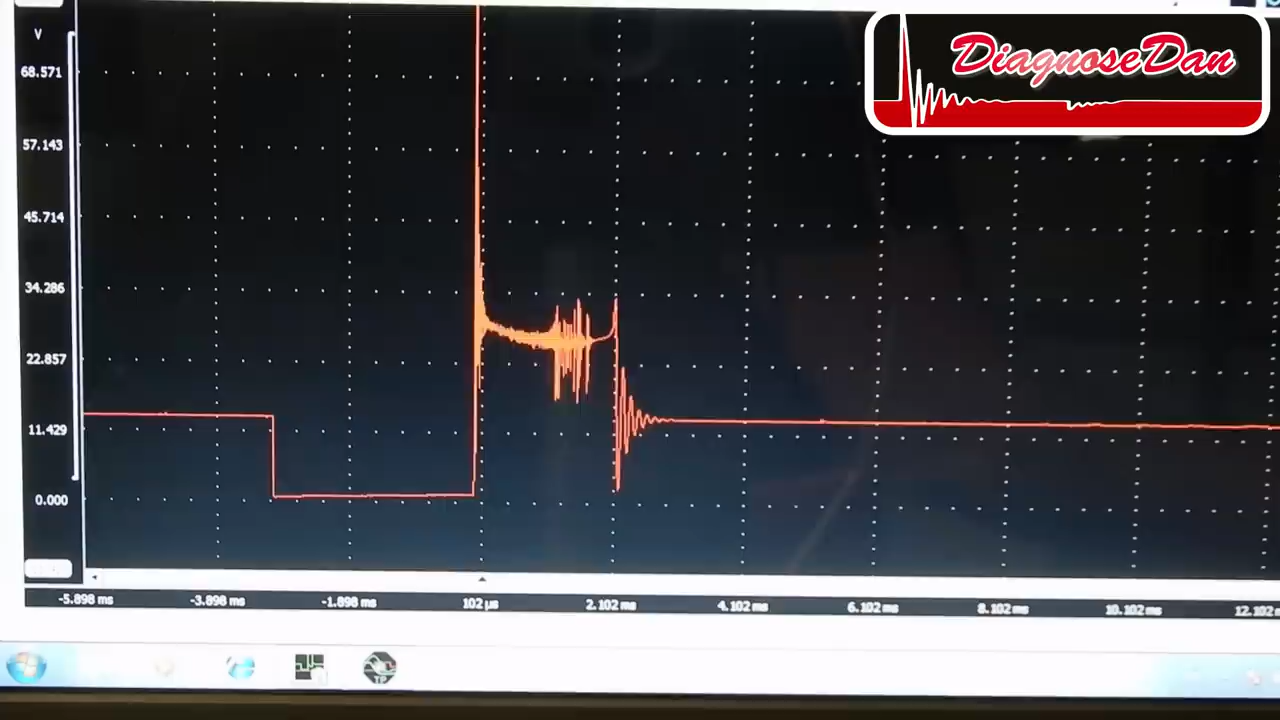 DiagnoseDan
V
68.571
57.143
45.714
34.286
22.857
11.429
0.000
-5.898 ms -3.898 ms -1.898 ms 102 µs 2.102 ms 4.102 ms 6.102 ms 8.102 ms 10.102 ms 12.102
TP